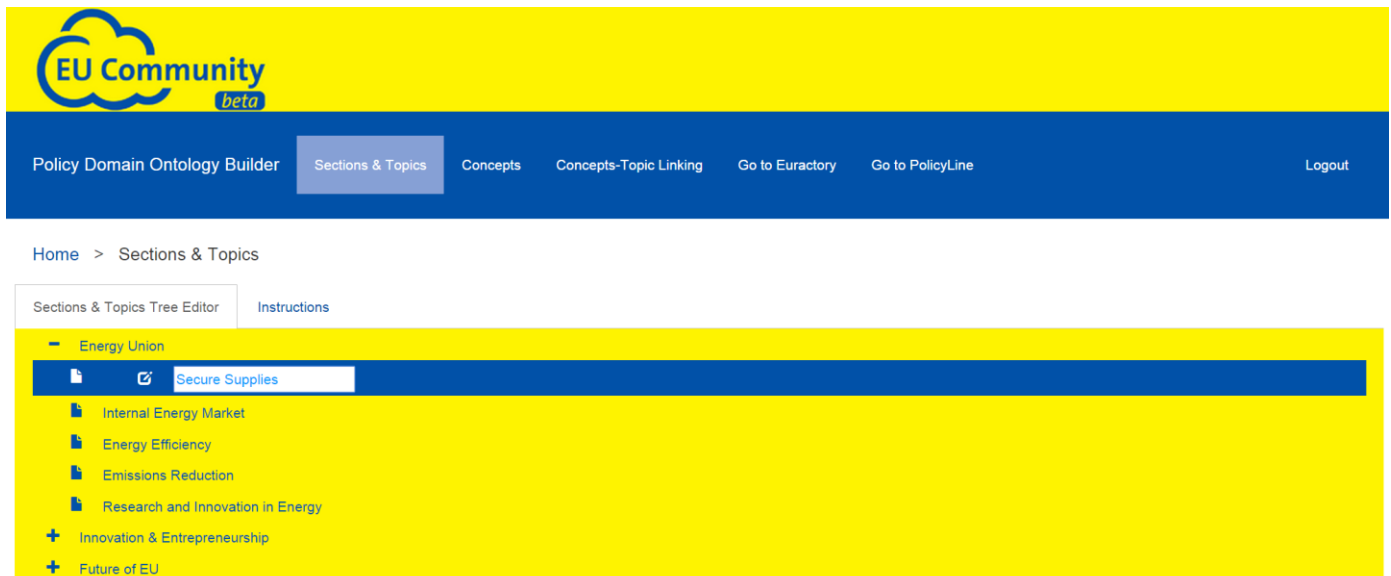 EU Community
beta
Policy Domain Ontology Builder Sections & Topics Concepts Concepts-Topic Linking Go to Euractory Go to PolicyLine Logout
Home > Sections & Topics
Sections & Topics Tree Editor Instructions
Energy Union
Secure Supplies
Internal Energy Market
Energy Efficiency
Emissions Reduction
Research and Innovation in Energy
Innovation & Entrepreneurship
Future of EU